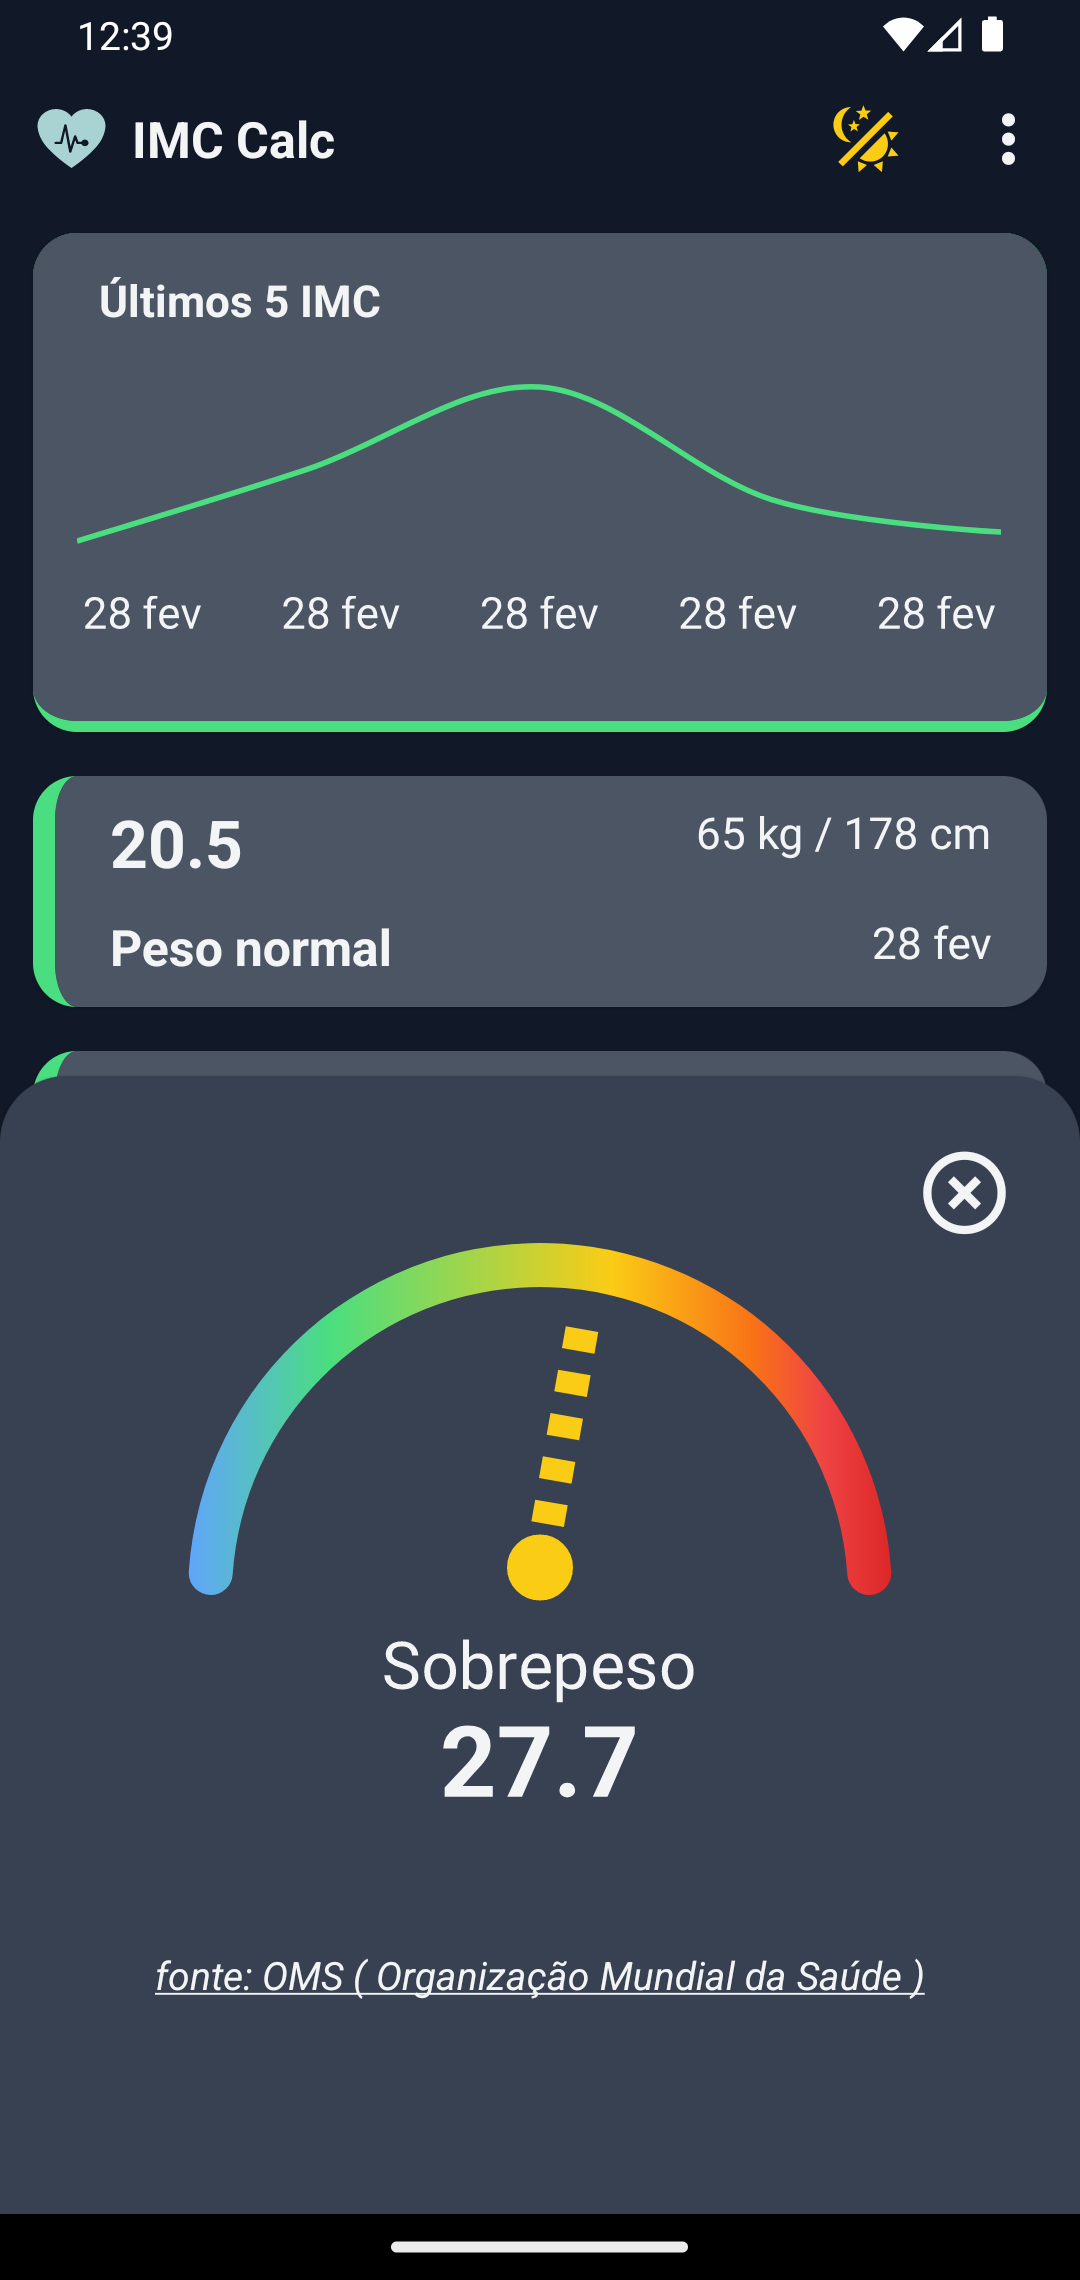 12:39
IMC Calc
Últimos 5 IMC
28 fev 28 fev 28 fev 28 fev 28 fev
20.5 65 kg / 178 cm
Peso normal 28 fev
Sobrepeso
27.7
fonte: OMS ( Organização Mundial da Saúde )